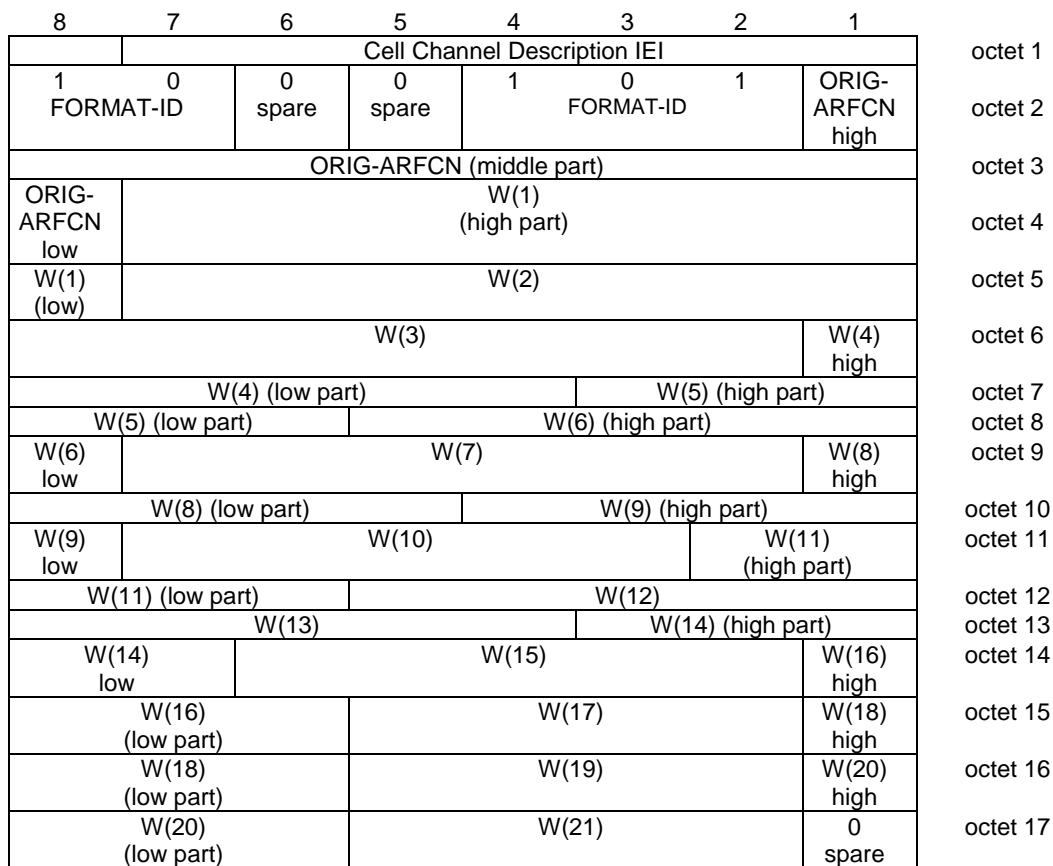 8 7 6 5 4 3 2 1
Cell Channel Description IEI octet 1
1 0 0 0 1 0 1 ORIG-
FORMAT-ID spare spare FORMAT-ID ARFCN octet 2
high
ORIG-ARFCN (middle part) octet 3
ORIG- W(1)
ARFCN (high part) octet 4
low
W(1) W(2) octet 5
(low)
W(3) W(4) octet 6
high
W(4) (low part) W(5) (high part) octet 7
W(5) (low part) W(6) (high part) octet 8
W(6) W(7) W(8) octet 9
low high
W(8) (low part) W(9) (high part) octet 10
W(9) W(10) W(11) octet 11
low (high part)
W(11) (low part) W(12) octet 12
W(13) W(14) (high part) octet 13
W(14) W(15) W(16) octet 14
low high
W(16) W(17) W(18) octet 15
(low part) high
W(18) W(19) W(20) octet 16
(low part) high
W(20) W(21) 0 octet 17
(low part) spare